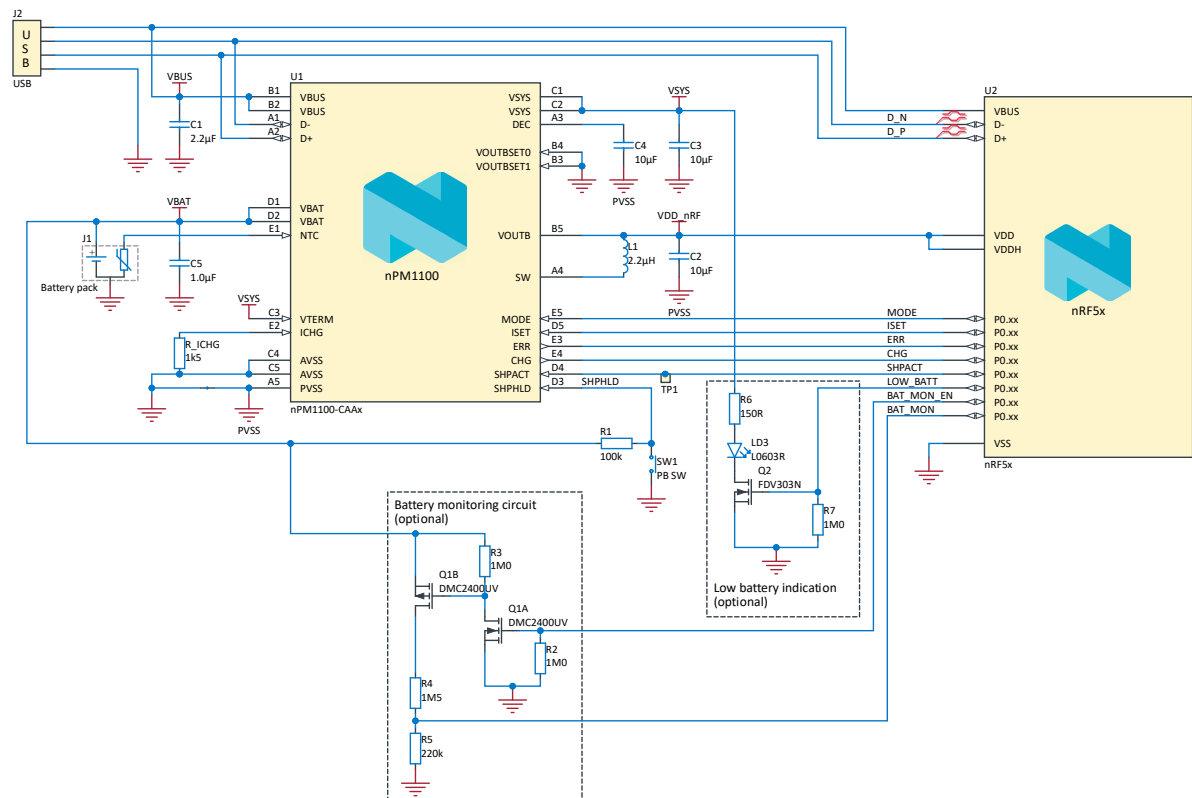 J2
U
S
B
USB
VBUS
C1
2.2µF
U1
B1 VBUS
B2 VBUS
A1 D-
A2 D+
D1 VBAT
D2 VBAT
E1 NTC
C3 VTERM
E2 ICHG
C4 AVSS
C5 AVSS
A5 PVSS
nPM1100
VSYS C1
VSYS C2
DEC A3
VOUTBSET0 B4
VOUTBSET1 B3
VOUTB B5
SW A4
MODE E5
ISET D5
ERR E3
CHG E4
SHPACT D4
SHPHLD D3
nPM1100-CAAx
VBAT
J1
+
Battery pack
C5
1.0µF
VSYS
R_ICHG
1k5
PVSS
VSYS
C4
10µF
C3
10µF
PVSS
VDD_nRF
L1
2.2µH
C2
10µF
PVSS
SHPHLD
TP1
R1
100k
SW1
PB SW
U2
D_N
D_P
VBUS
D-
D+
VDD
VDDH
nRF5x
MODE P0.xx
ISET P0.xx
ERR P0.xx
CHG P0.xx
SHPACT P0.xx
LOW_BATT P0.xx
BAT_MON_EN P0.xx
BAT_MON P0.xx
VSS
nRF5x
R6
150R
LD3
L0603R
Q2
FDV303N
R7
1M0
Low battery indication
(optional)
Battery monitoring circuit
(optional)
R3
1M0
Q1B
DMC2400UV
Q1A
DMC2400UV
R2
1M0
R4
1M5
R5
220k